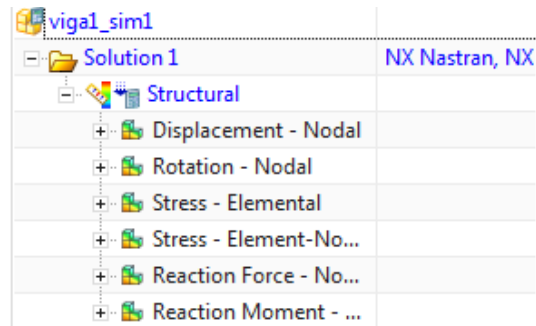 viga1_sim1
Solution 1 NX Nastran, NX
Structural
Displacement - Nodal
Rotation - Nodal
Stress - Elemental
Stress - Element-No...
Reaction Force - No...
Reaction Moment - ...